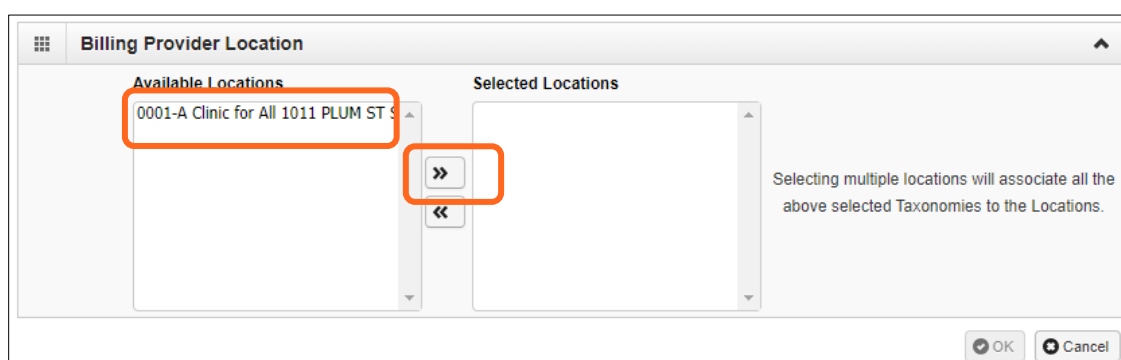 Billing Provider Location
Available Locations
Selected Locations
0001-A Clinic for All 1011 PLUM ST
»
«
Selecting multiple locations will associate all the
above selected Taxonomies to the Locations.
OK
Cancel